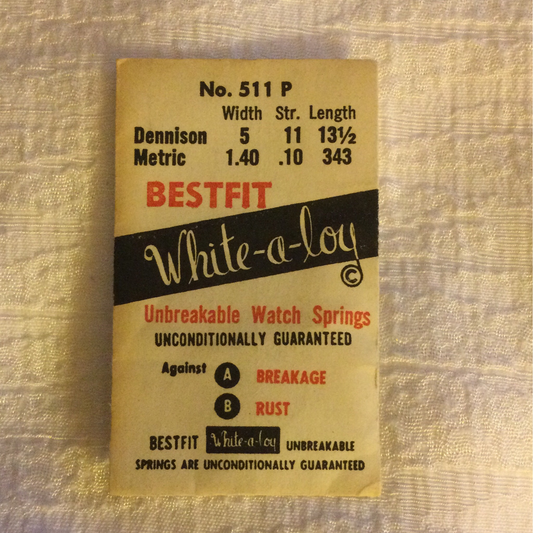 No. 511 P
Width Str. Length
Dennison 5 11 13½
Metric 1.40 .10 343
BESTFIT
White-a-loy
©
Unbreakable Watch Springs
UNCONDITIONALLY GUARANTEED
Against A BREAKAGE
B RUST
BESTFIT White-a-loy UNBREAKABLE
SPRINGS ARE UNCONDITIONALLY GUARANTEED